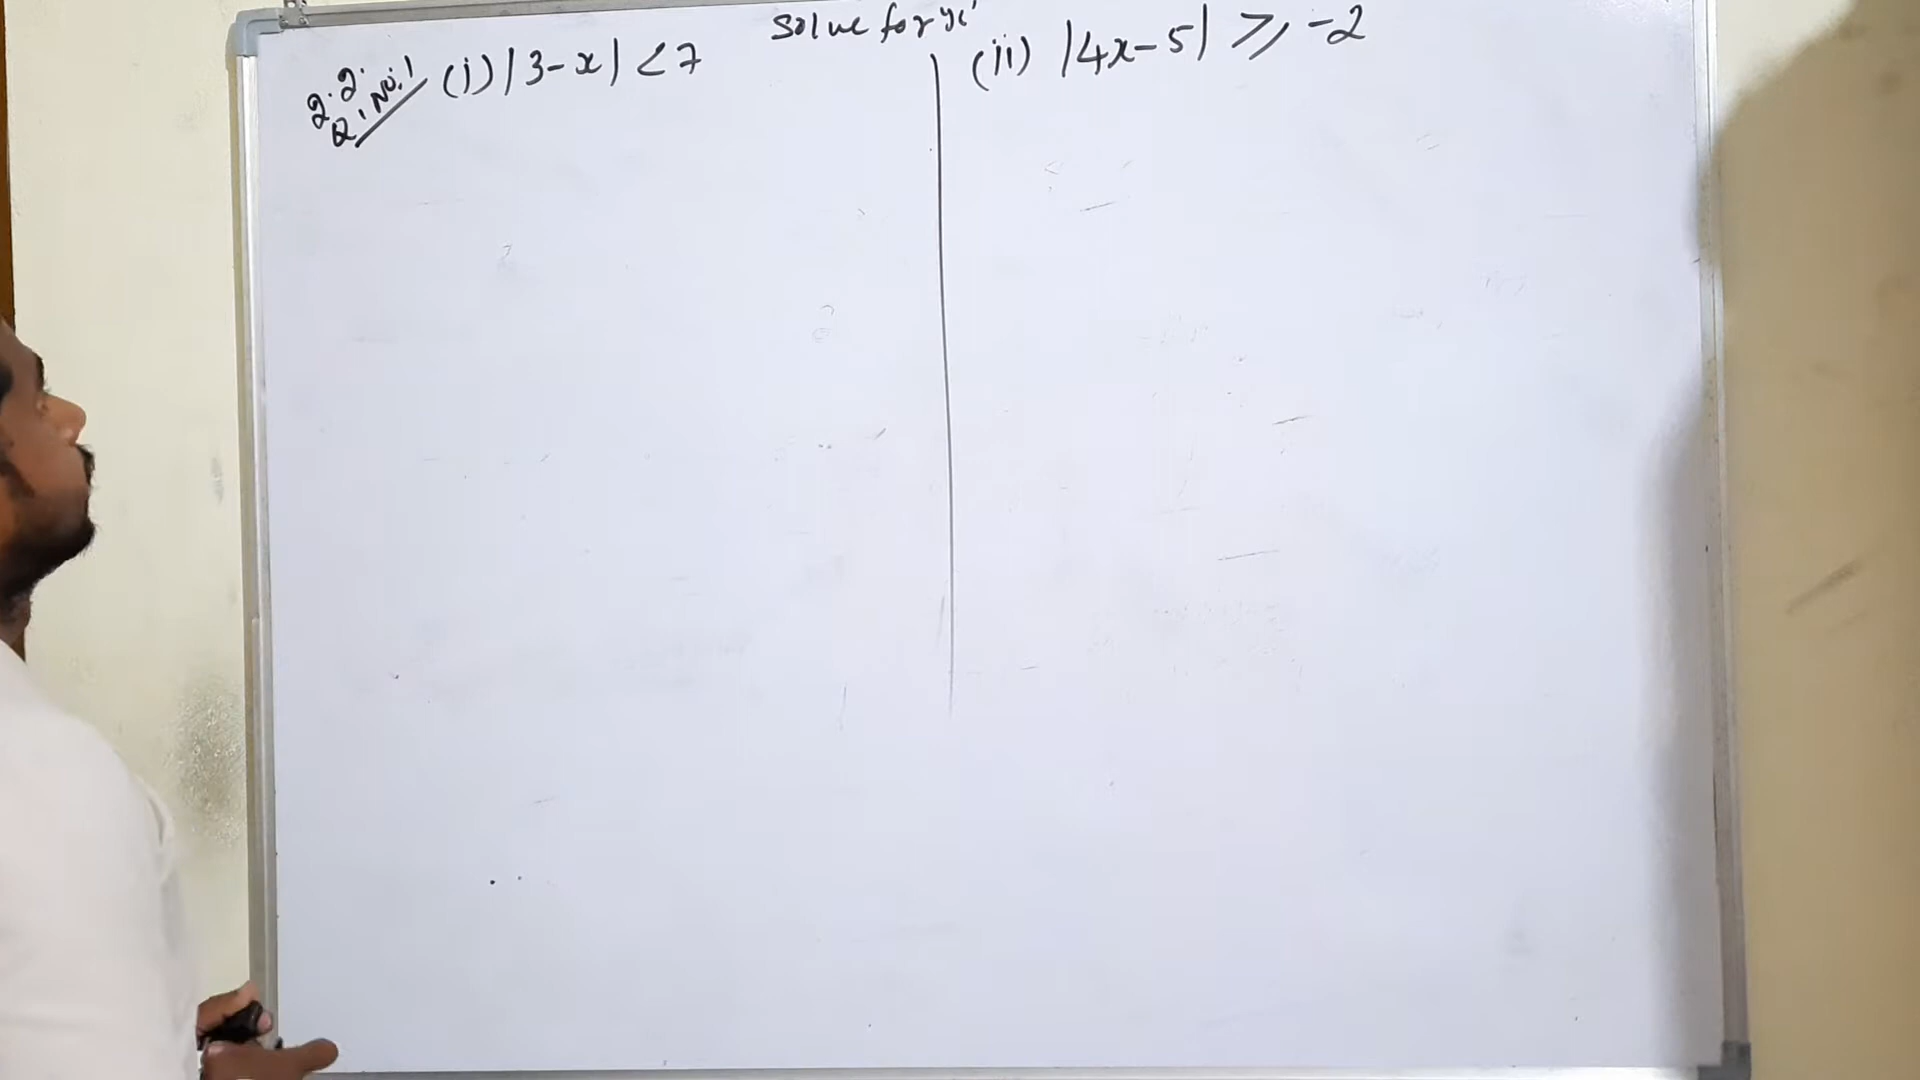 Solve for 'x'
2.2.
Q.No.1
(i) |3-x| < 7
(ii) |4x-5| ⩾ -2